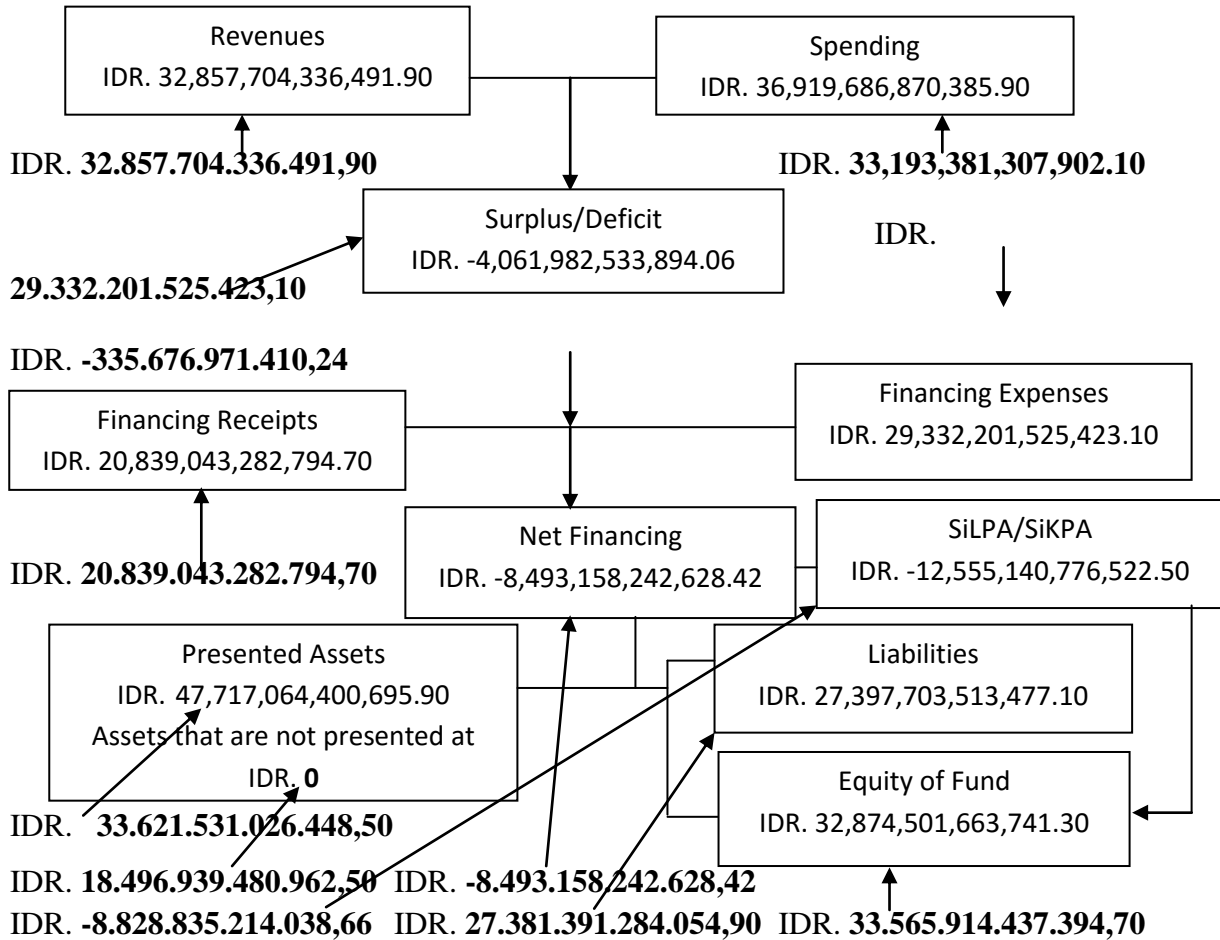 Revenues
IDR. 32,857,704,336,491.90
Spending
IDR. 36,919,686,870,385.90
IDR. 32.857.704.336.491,90
IDR. 33,193,381,307,902.10
Surplus/Deficit
IDR. -4,061,982,533,894.06
IDR.
29.332.201.525.423,10
IDR. -335.676.971.410,24
Financing Receipts
IDR. 20,839,043,282,794.70
Financing Expenses
IDR. 29,332,201,525,423.10
Net Financing
IDR. -8,493,158,242,628.42
SiLPA/SiKPA
IDR. -12,555,140,776,522.50
IDR. 20.839.043.282.794,70
Presented Assets
IDR. 47,717,064,400,695.90
Assets that are not presented at
IDR. 0
Liabilities
IDR. 27,397,703,513,477.10
Equity of Fund
IDR. 32,874,501,663,741.30
IDR. 33.621.531.026.448,50
IDR. 18.496.939.480.962,50 IDR. -8.493.158.242.628,42
IDR. -8.828.835.214.038,66 IDR. 27.381.391.284.054,90 IDR. 33.565.914.437.394,70